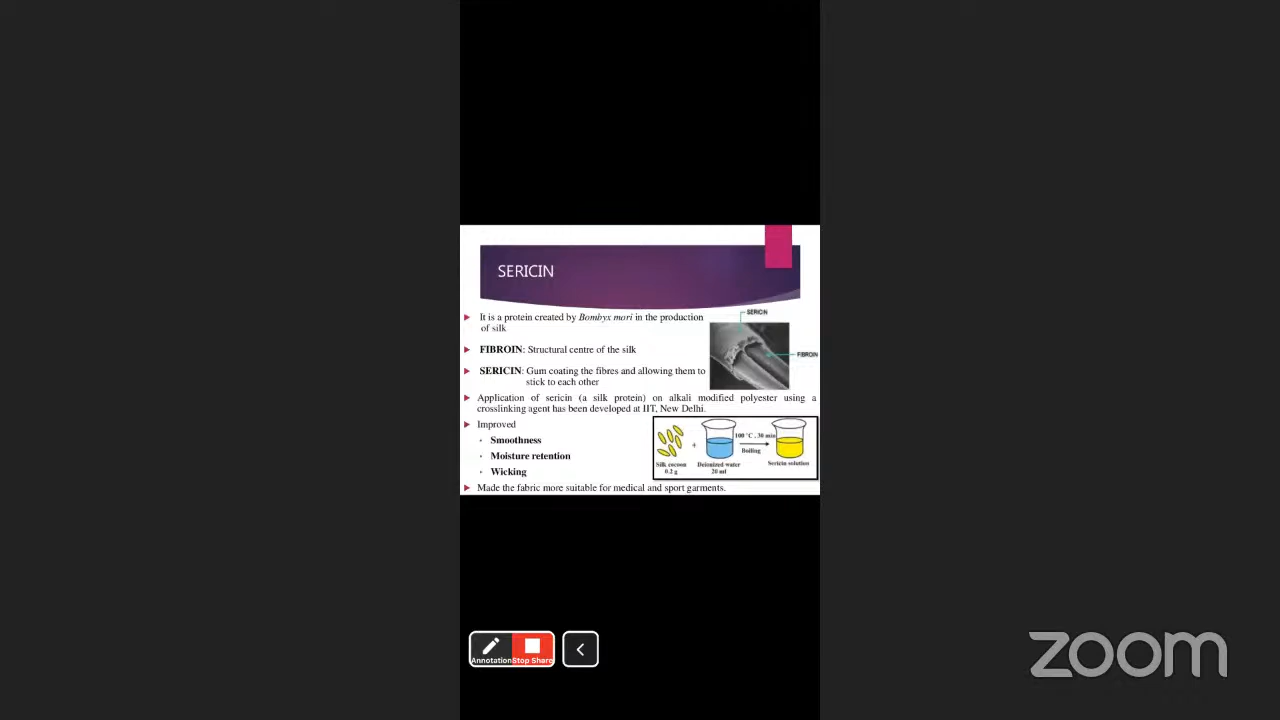 SERICIN
It is a protein created by Bombyx mori in the production
of silk
FIBROIN: Structural centre of the silk
SERICIN: Gum coating the fibres and allowing them to
stick to each other
SERICIN
FIBROIN
Application of sericin (a silk protein) on alkali modified polyester using a
crosslinking agent has been developed at IIT, New Delhi.
Improved
Smoothness
Moisture retention
Wicking
+
100 °C , 30 min
Boiling
Silk cocoon
0.2 g
Deionized water
20 ml
Sericin solution
Made the fabric more suitable for medical and sport garments.
Annotation
Stop Share
zoom